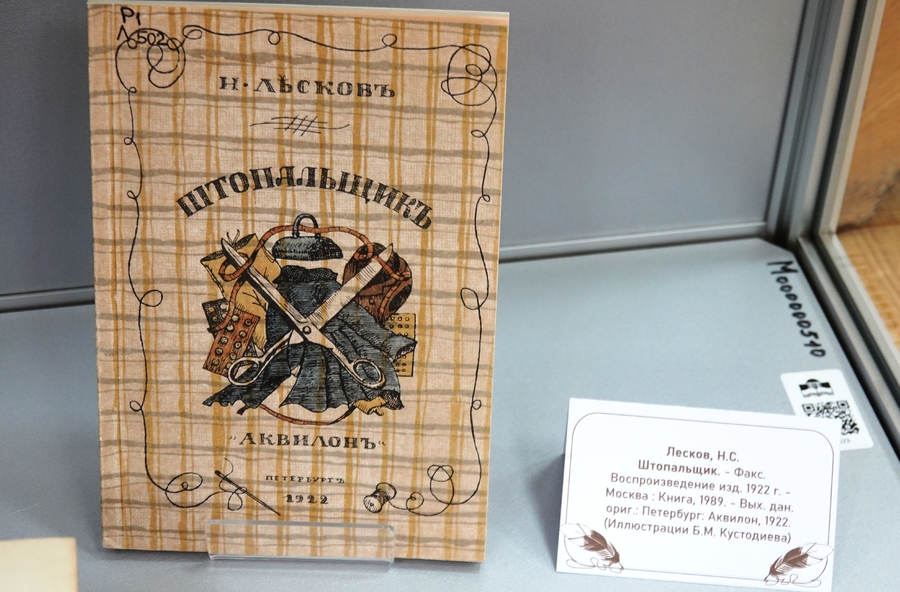 Р1
Л502
Н. ЛѢСКОВЪ
ШТОПАЛЬЩИКЪ
„АКВИЛОНЪ“
ПЕТЕРБУРГЪ
1922
М0000000510
Лесков, Н.С.
Штопальщик. - Факс.
Воспроизведение изд. 1922 г. -
Москва : Книга, 1989. - Вых. дан.
ориг.: Петербург: Аквилон, 1922.
(Иллюстрации Б.М. Кустодиева)